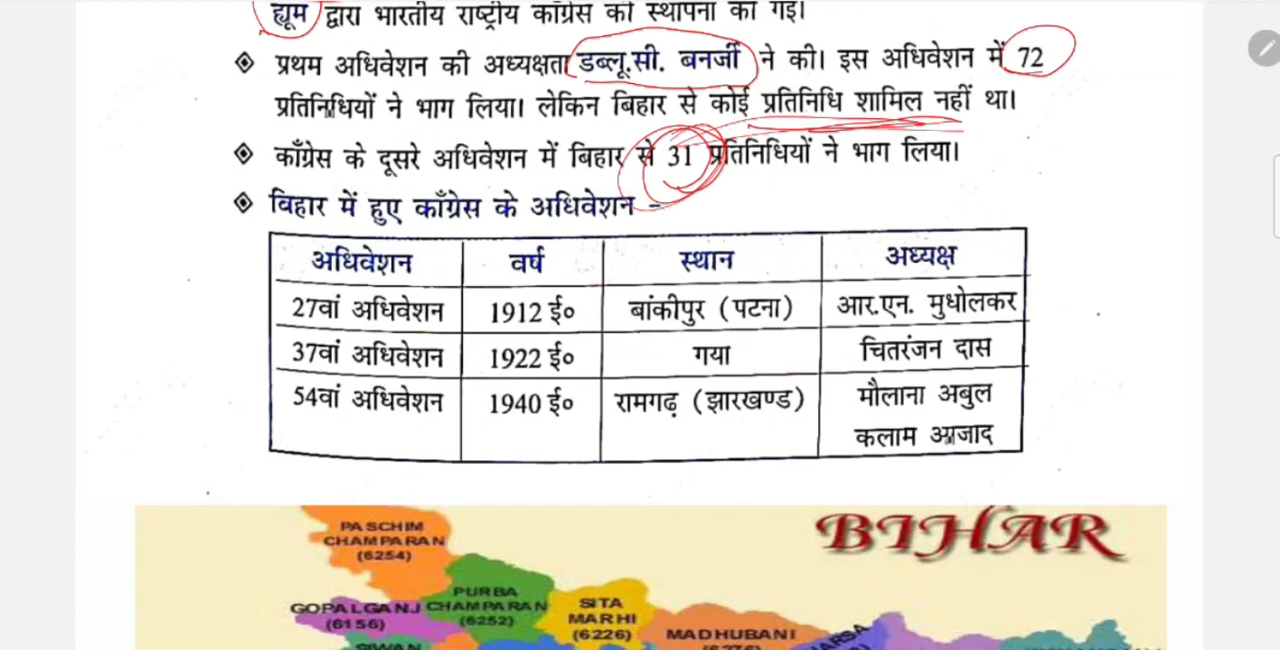 ह्यूम द्वारा भारतीय राष्ट्रीय काँग्रेस की स्थापना की गई।
प्रथम अधिवेशन की अध्यक्षता डब्लू.सी. बनर्जी ने की। इस अधिवेशन में 72
प्रतिनिधियों ने भाग लिया। लेकिन बिहार से कोई प्रतिनिधि शामिल नहीं था।
काँग्रेस के दूसरे अधिवेशन में बिहार से 31 प्रतिनिधियों ने भाग लिया।
बिहार में हुए काँग्रेस के अधिवेशन –
अधिवेशन वर्ष स्थान अध्यक्ष
27वां अधिवेशन 1912 ई० बांकीपुर (पटना) आर.एन. मुधोलकर
37वां अधिवेशन 1922 ई० गया चितरंजन दास
54वां अधिवेशन 1940 ई० रामगढ़ (झारखण्ड) मौलाना अबुल
कलाम आजाद
BIHAR
PASCHIM
CHAMPARAN
(6254)
PURBA
CHAMPARAN
(6252)
GOPALGANJ
(6156)
SITA
MARHI
(6226)
MADHUBANI
SIWAN